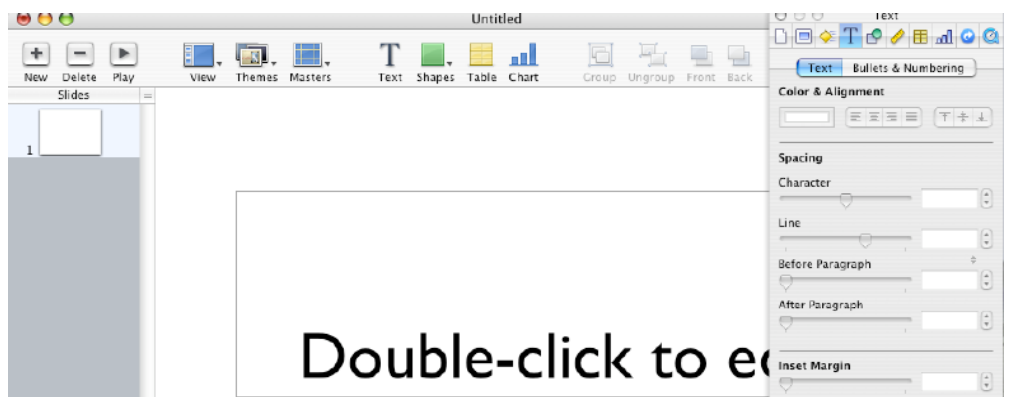 Untitled
New Delete Play View Themes Masters Text Shapes Table Chart Group Ungroup Front Back
Slides
1
Double-click to e
Text
T
Text Bullets & Numbering
Color & Alignment
Spacing
Character
Line
Before Paragraph
After Paragraph
Inset Margin